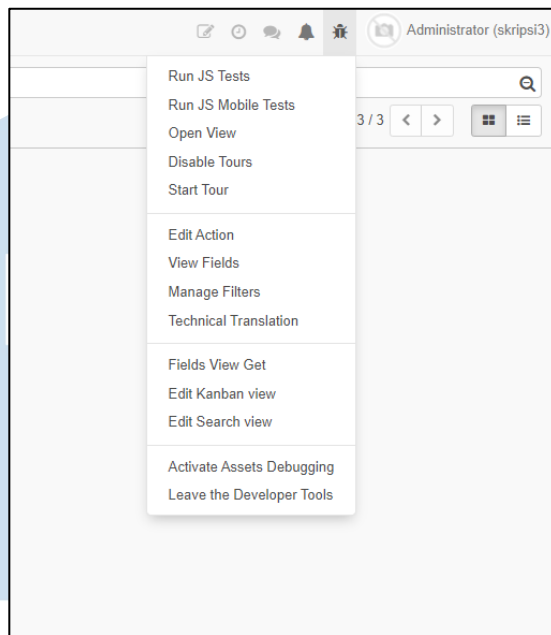 Administrator (skripsi3)
Run JS Tests
Run JS Mobile Tests
Open View
3 / 3
Disable Tours
Start Tour
Edit Action
View Fields
Manage Filters
Technical Translation
Fields View Get
Edit Kanban view
Edit Search view
Activate Assets Debugging
Leave the Developer Tools